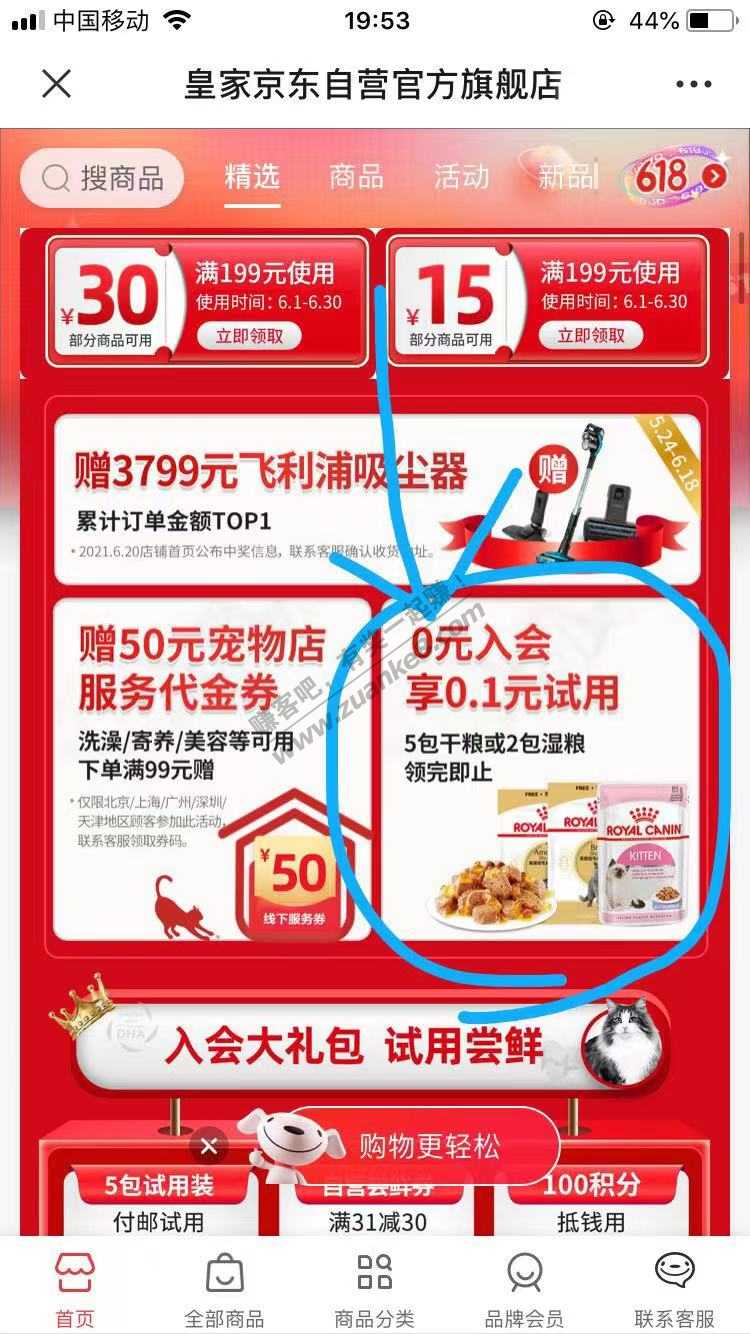 中国移动
19:53
44%
皇家京东自营官方旗舰店
搜商品
精选
商品
活动
新品
618
¥30
部分商品可用
满199元使用
使用时间：6.1-6.30
立即领取
¥15
部分商品可用
满199元使用
使用时间：6.1-6.30
立即领取
赠3799元飞利浦吸尘器
累计订单金额TOP1
•2021.6.20店铺首页公布中奖信息，联系客服确认收货地址。
赠
5.24-6.18
赠50元宠物店
服务代金券
洗澡/寄养/美容等可用
下单满99元赠
•仅限北京/上海/广州/深圳/
天津地区顾客参加此活动，
联系客服领取券码。
¥50
线下服务券
0元入会
享0.1元试用
5包干粮或2包湿粮
领完即止
ROYAL
ROYAL
ROYAL CANIN
KITTEN
赚客吧，有奖一起赚！
www.zuanke8.com
DHA
入会大礼包 试用尝鲜
购物更轻松
5包试用装
付邮试用
自营尝鲜券
满31减30
100积分
抵钱用
首页
全部商品
商品分类
品牌会员
联系客服